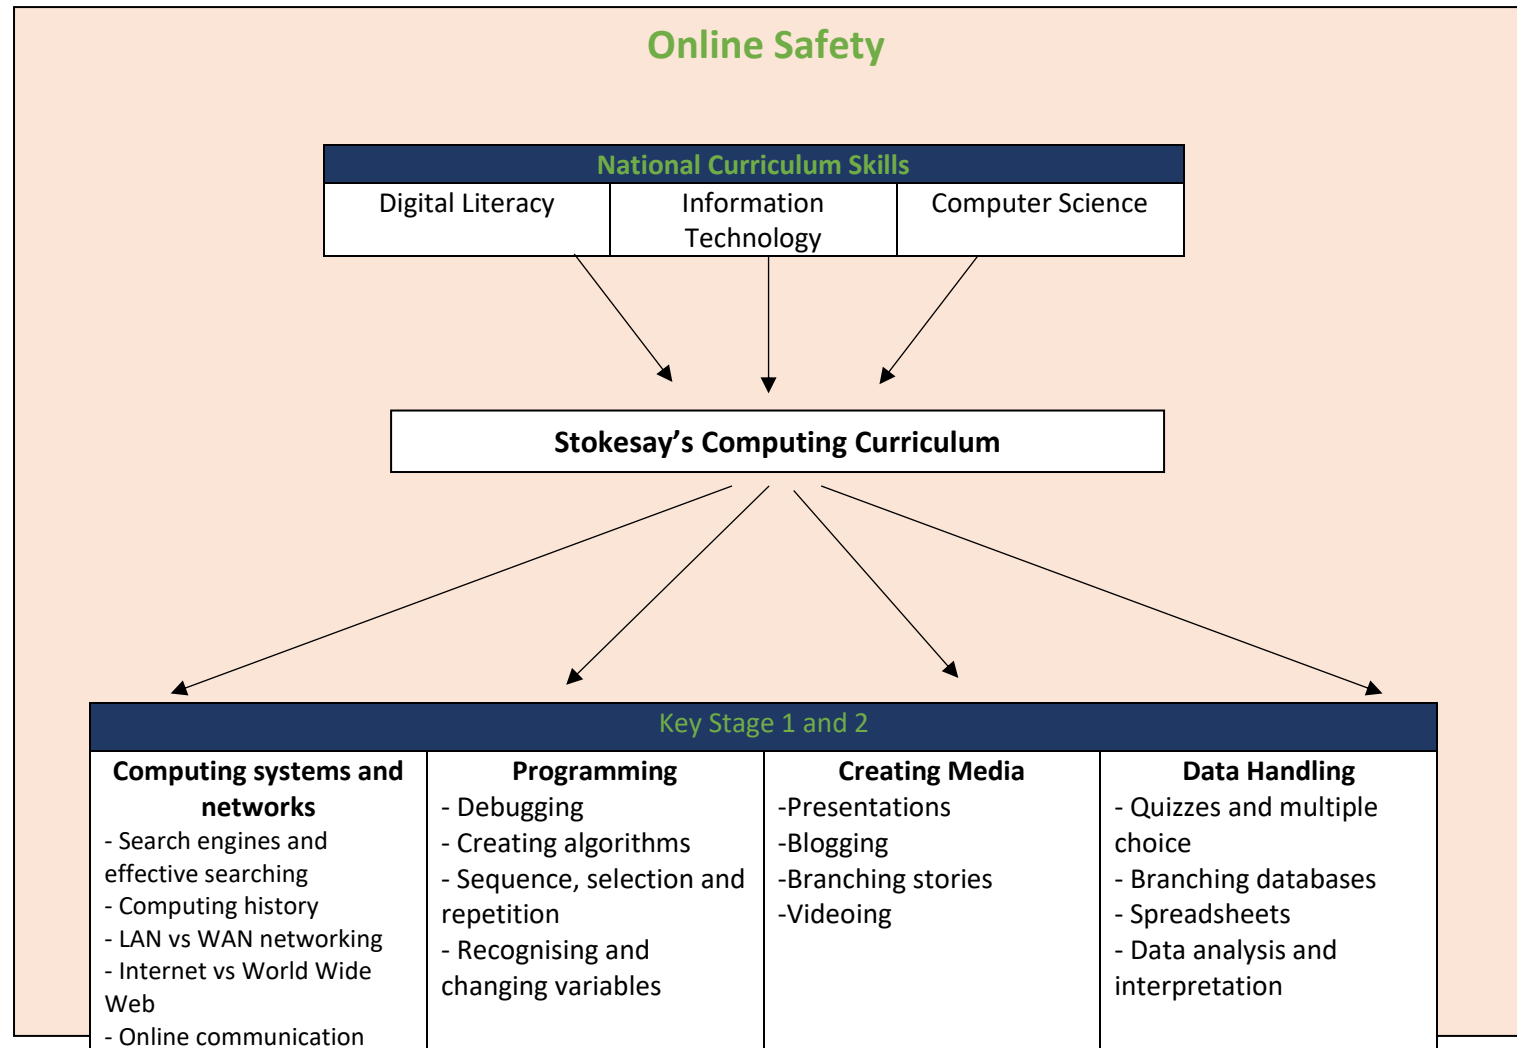 Online Safety
National Curriculum Skills
Digital Literacy
Information
Technology
Computer Science
Stokesay’s Computing Curriculum
Key Stage 1 and 2
Computing systems and
networks
- Search engines and
effective searching
- Computing history
- LAN vs WAN networking
- Internet vs World Wide
Web
- Online communication
Programming
- Debugging
- Creating algorithms
- Sequence, selection and
repetition
- Recognising and
changing variables
Creating Media
-Presentations
-Blogging
-Branching stories
-Videoing
Data Handling
- Quizzes and multiple
choice
- Branching databases
- Spreadsheets
- Data analysis and
interpretation